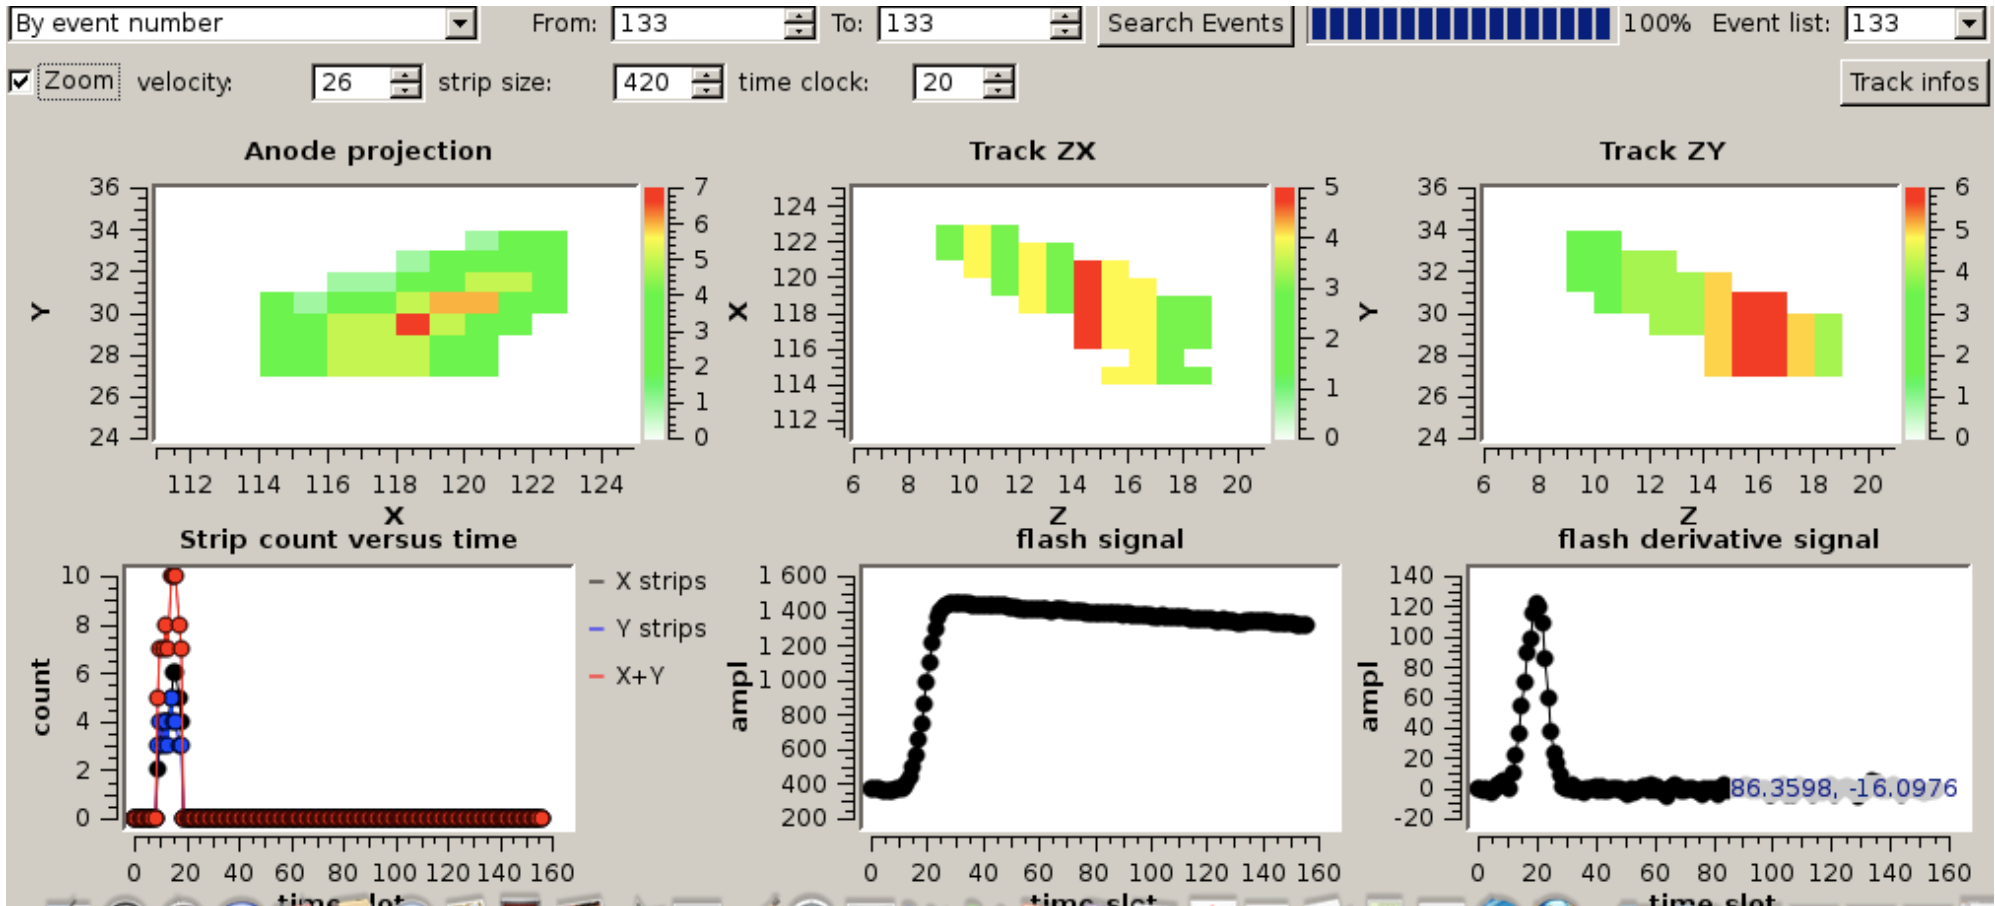 By event number From: 133 To: 133 Search Events 100% Event list: 133
Zoom velocity: 26 strip size: 420 time clock: 20 Track infos
Anode projection Track ZX Track ZY
36 34 32 30 28 26 24
Y
112 114 116 118 120 122 124
X
7 6 5 4 3 2 1 0
124 122 120 118 116 114 112
X
6 8 10 12 14 16 18 20
Z
5 4 3 2 1 0
36 34 32 30 28 26 24
Y
6 8 10 12 14 16 18 20
Z
6 5 4 3 2 1 0
Strip count versus time flash signal flash derivative signal
10 8 6 4 2 0
count
0 20 40 60 80 100 120 140 160
time slot
X strips
Y strips
X+Y
1 600 1 400 1 200 1 000 800 600 400 200
ampl
0 20 40 60 80 100 120 140 160
time slot
140 120 100 80 60 40 20 0 -20
ampl
86.3598, -16.0976
0 20 40 60 80 100 120 140 160
time slot